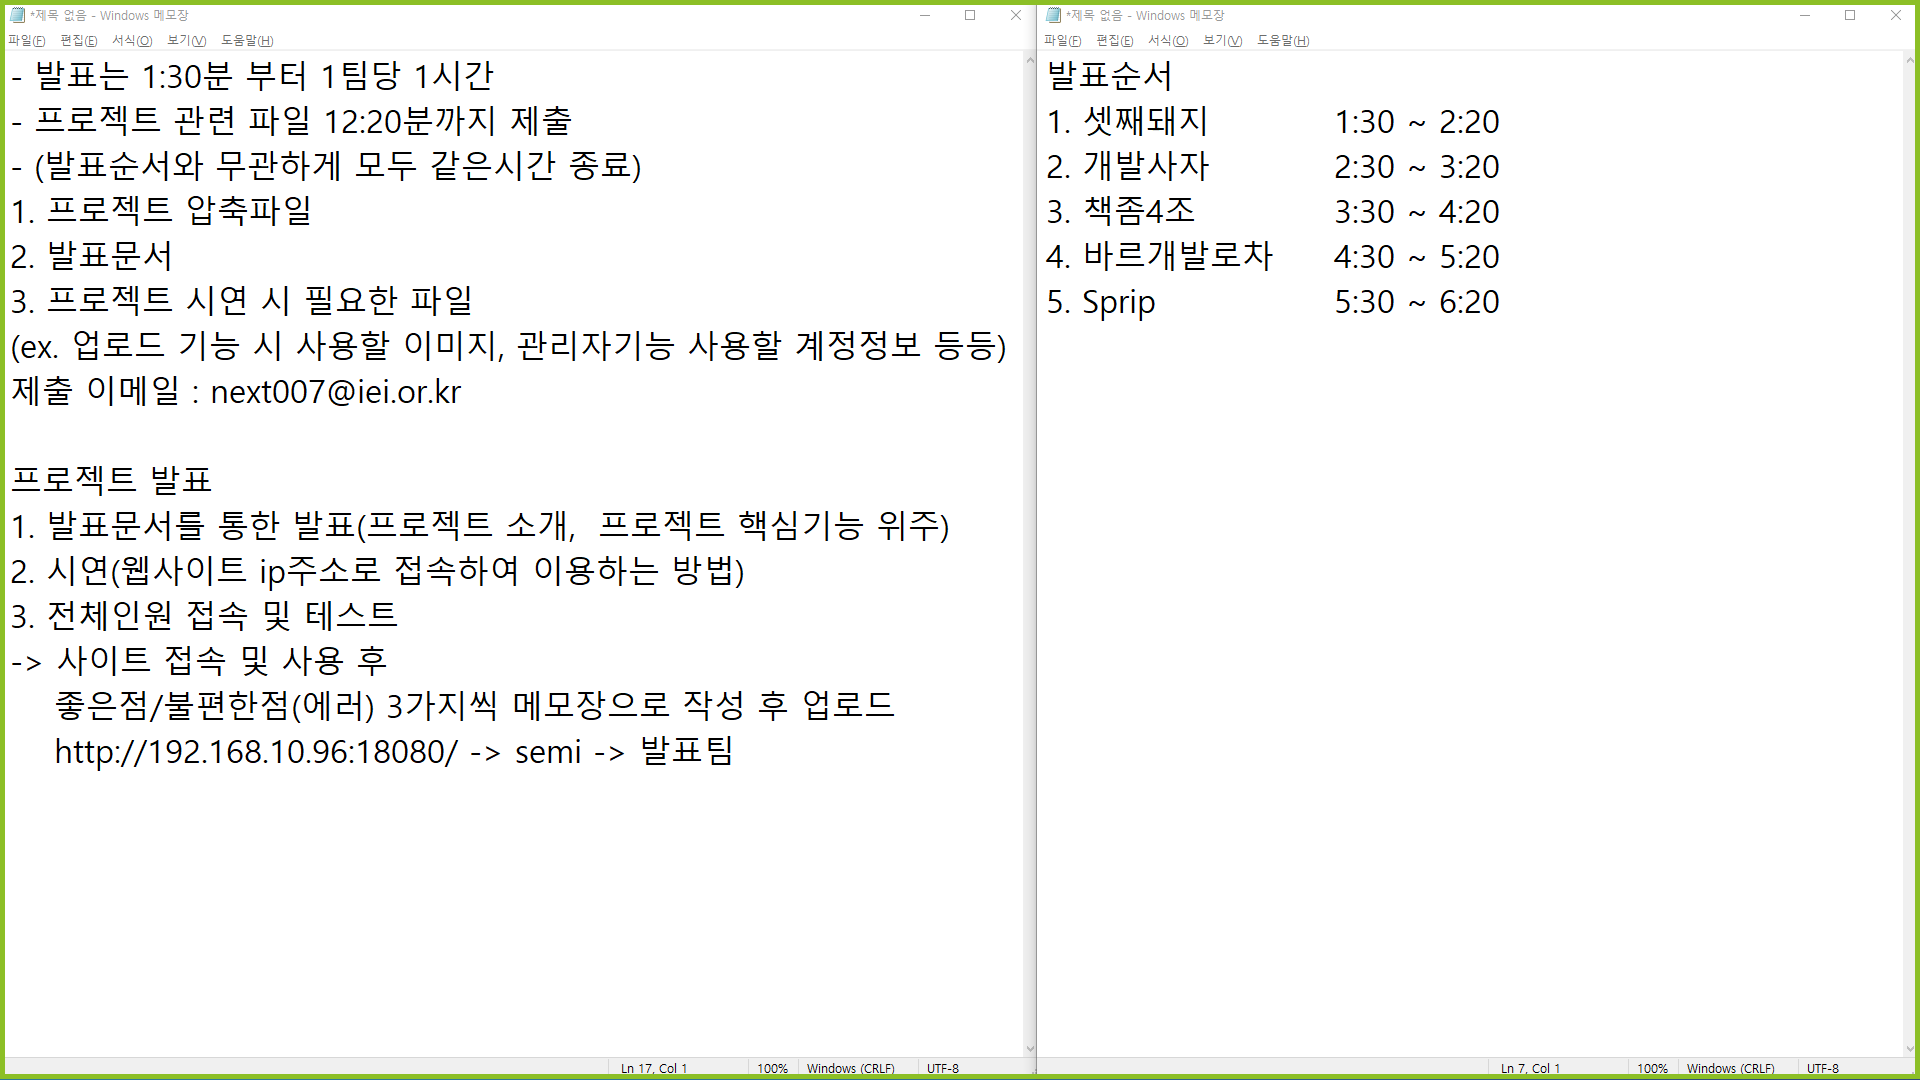 *제목 없음 - Windows 메모장
파일(F) 편집(E) 서식(O) 보기(V) 도움말(H)
- 발표는 1:30분 부터 1팀당 1시간
- 프로젝트 관련 파일 12:20분까지 제출
- (발표순서와 무관하게 모두 같은시간 종료)
1. 프로젝트 압축파일
2. 발표문서
3. 프로젝트 시연 시 필요한 파일
(ex. 업로드 기능 시 사용할 이미지, 관리자기능 사용할 계정정보 등등)
제출 이메일 : next007@iei.or.kr

프로젝트 발표
1. 발표문서를 통한 발표(프로젝트 소개,  프로젝트 핵심기능 위주)
2. 시연(웹사이트 ip주소로 접속하여 이용하는 방법)
3. 전체인원 접속 및 테스트
-> 사이트 접속 및 사용 후
좋은점/불편한점(에러) 3가지씩 메모장으로 작성 후 업로드
http://192.168.10.96:18080/ -> semi -> 발표팀
Ln 17, Col 1 100% Windows (CRLF) UTF-8
*제목 없음 - Windows 메모장
파일(F) 편집(E) 서식(O) 보기(V) 도움말(H)
발표순서
1. 셋째돼지 1:30 ~ 2:20
2. 개발사자 2:30 ~ 3:20
3. 책좀4조 3:30 ~ 4:20
4. 바르개발로차 4:30 ~ 5:20
5. Sprip 5:30 ~ 6:20
Ln 7, Col 1 100% Windows (CRLF) UTF-8